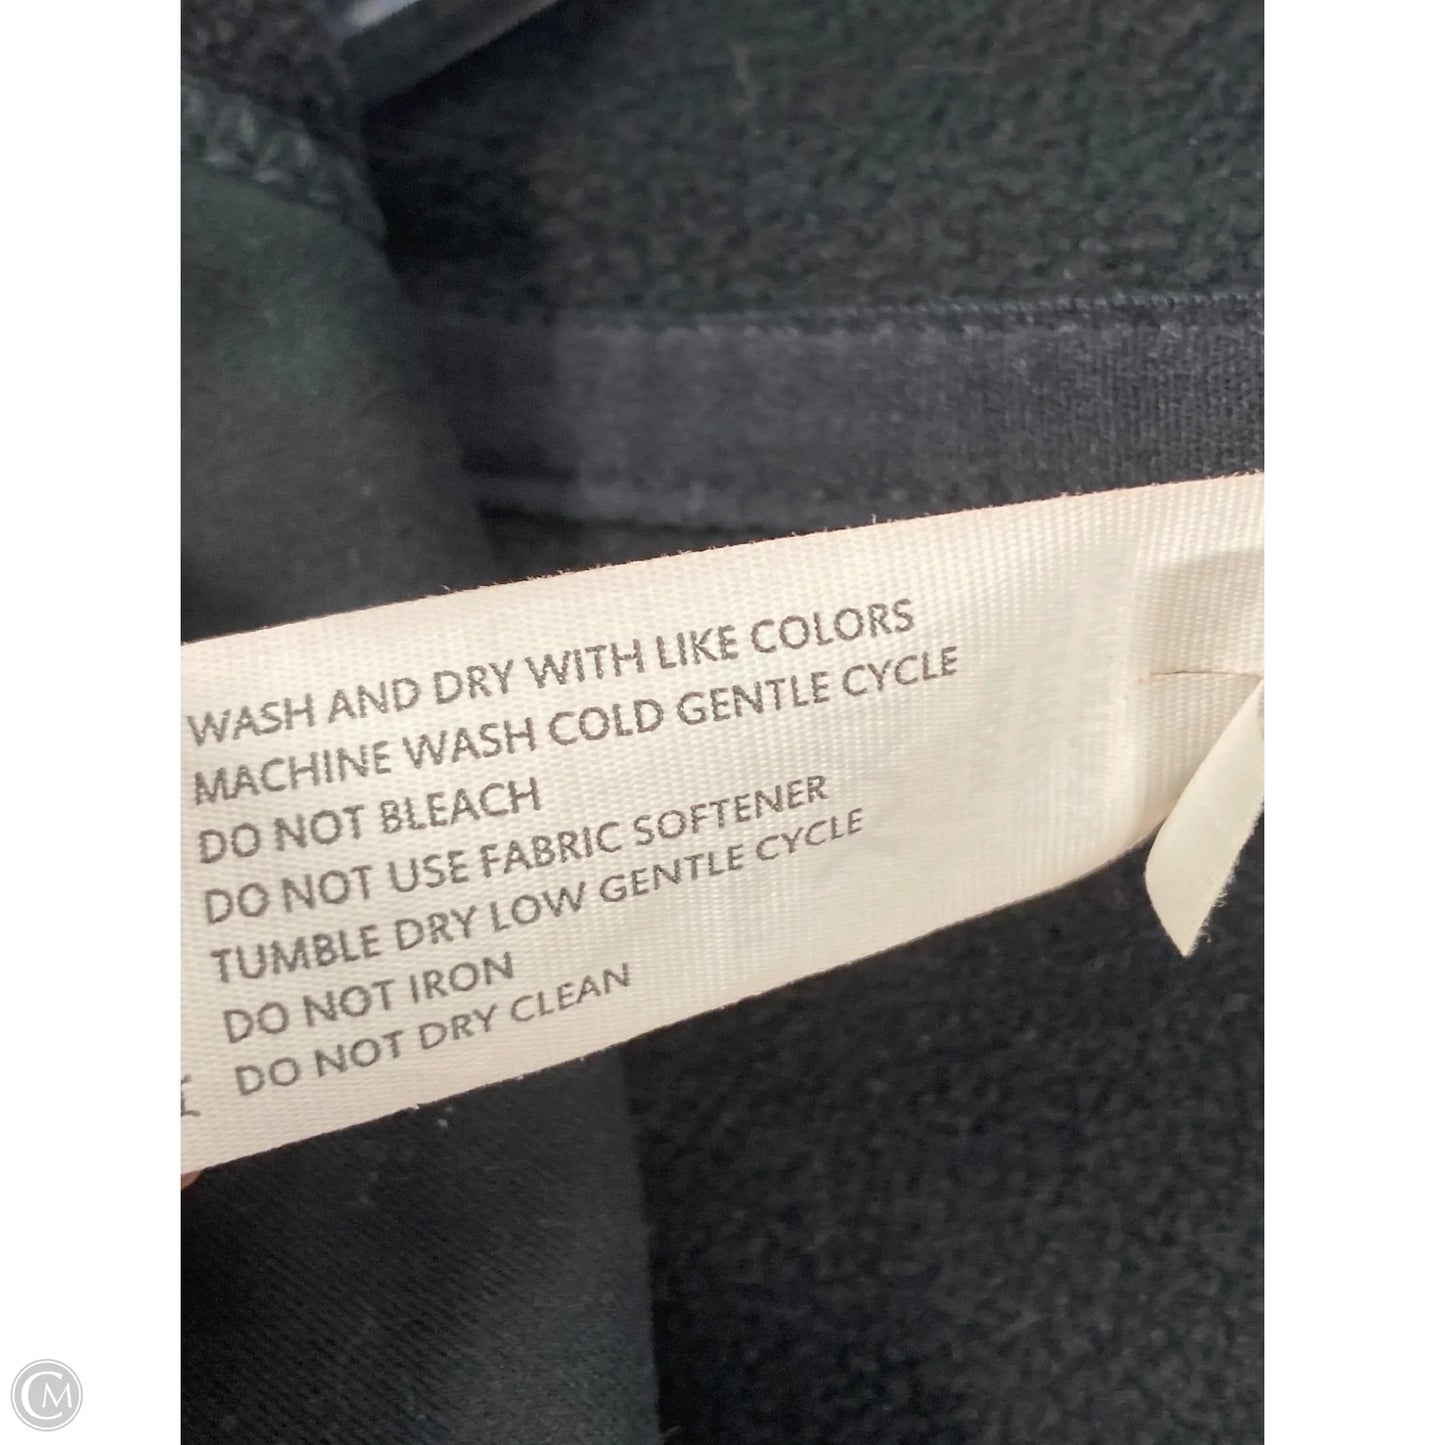 WASH AND DRY WITH LIKE COLORS
MACHINE WASH COLD GENTLE CYCLE
DO NOT BLEACH
DO NOT USE FABRIC SOFTENER
TUMBLE DRY LOW GENTLE CYCLE
DO NOT IRON
DO NOT DRY CLEAN
CM